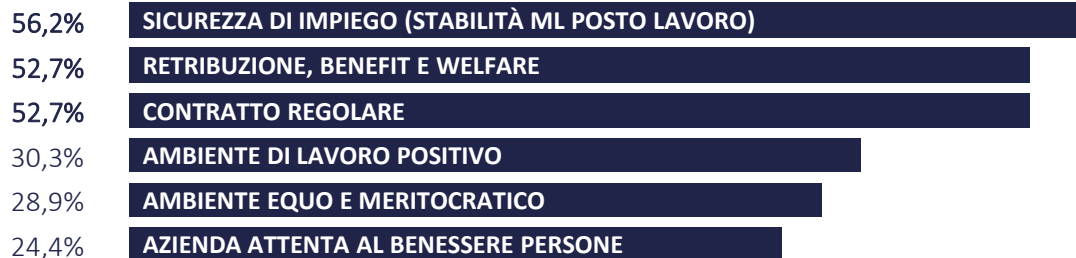 56,2% SICUREZZA DI IMPIEGO (STABILITÀ ML POSTO LAVORO)
52,7% RETRIBUZIONE, BENEFIT E WELFARE
52,7% CONTRATTO REGOLARE
30,3% AMBIENTE DI LAVORO POSITIVO
28,9% AMBIENTE EQUO E MERITOCRATICO
24,4% AZIENDA ATTENTA AL BENESSERE PERSONE